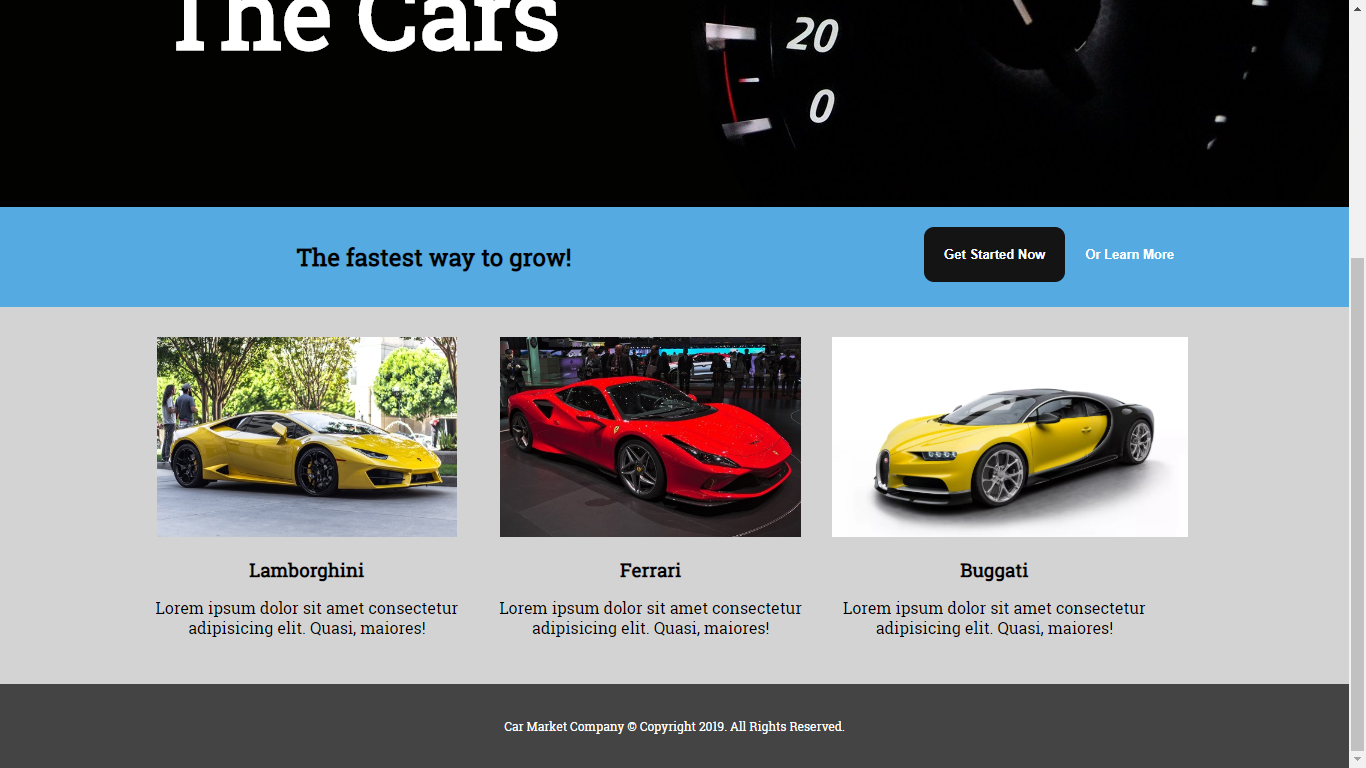 The Cars
20
0
The fastest way to grow!
Get Started Now
Or Learn More
Lamborghini
Lorem ipsum dolor sit amet consectetur
adipisicing elit. Quasi, maiores!
Ferrari
Lorem ipsum dolor sit amet consectetur
adipisicing elit. Quasi, maiores!
Buggati
Lorem ipsum dolor sit amet consectetur
adipisicing elit. Quasi, maiores!
Car Market Company © Copyright 2019. All Rights Reserved.